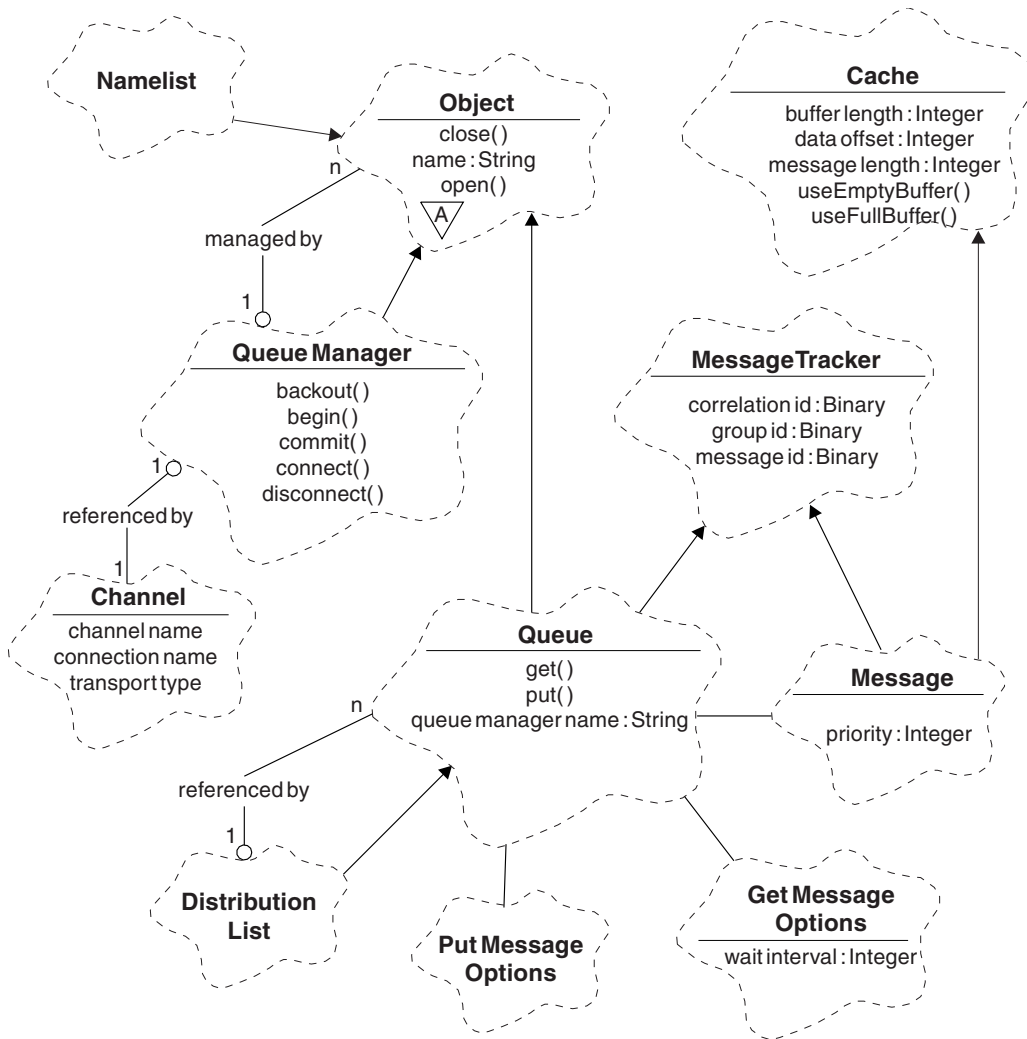 Namelist
Object
close()
name : String
open()
A
Cache
buffer length : Integer
data offset : Integer
message length : Integer
useEmptyBuffer()
useFullBuffer()
n
managed by
1
Queue Manager
backout()
begin()
commit()
connect()
disconnect()
Message Tracker
correlation id : Binary
group id : Binary
message id : Binary
1
referenced by
1
Channel
channel name
connection name
transport type
Queue
get()
put()
queue manager name : String
Message
priority : Integer
n
referenced by
1
Distribution
List
Put Message
Options
Get Message
Options
wait interval : Integer